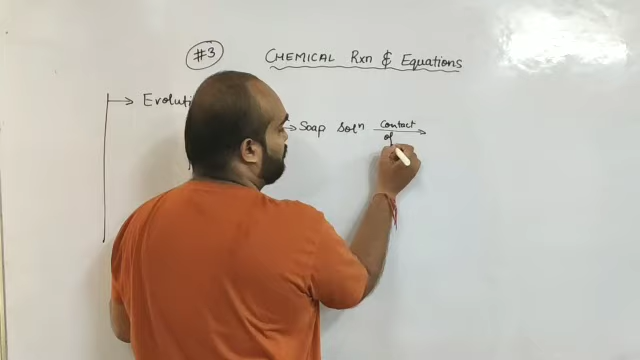 #3
CHEMICAL Rxn & Equations
→ Evoluti
→ Soap soln Contact →
of